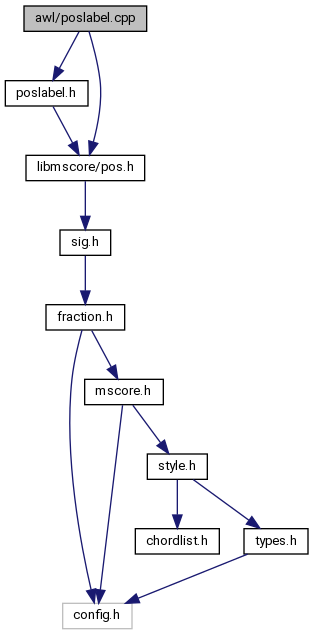 awl/poslabel.cpp
poslabel.h
libmscore/pos.h
sig.h
fraction.h
mscore.h
style.h
chordlist.h
types.h
config.h